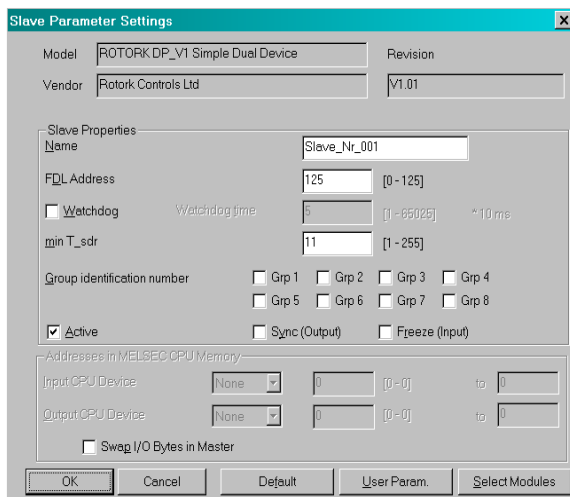 Slave Parameter Settings
Model ROTORK DP_V1 Simple Dual Device Revision
Vendor Rotork Controls Ltd V1.01
Slave Properties
Name Slave_Nr_001
FDL Address 125 [0 - 125]
Watchdog Watchdog time 5 [1 - 65025] * 10 ms
min T_sdr 11 [1 - 255]
Group identification number Grp 1 Grp 2 Grp 3 Grp 4
Grp 5 Grp 6 Grp 7 Grp 8
Active Sync (Output) Freeze (Input)
Addresses in MELSEC CPU Memory
Input CPU Device None 0 [0 - 0] to 0
Output CPU Device None 0 [0 - 0] to 0
Swap I/O Bytes in Master
OK Cancel Default User Param. Select Modules